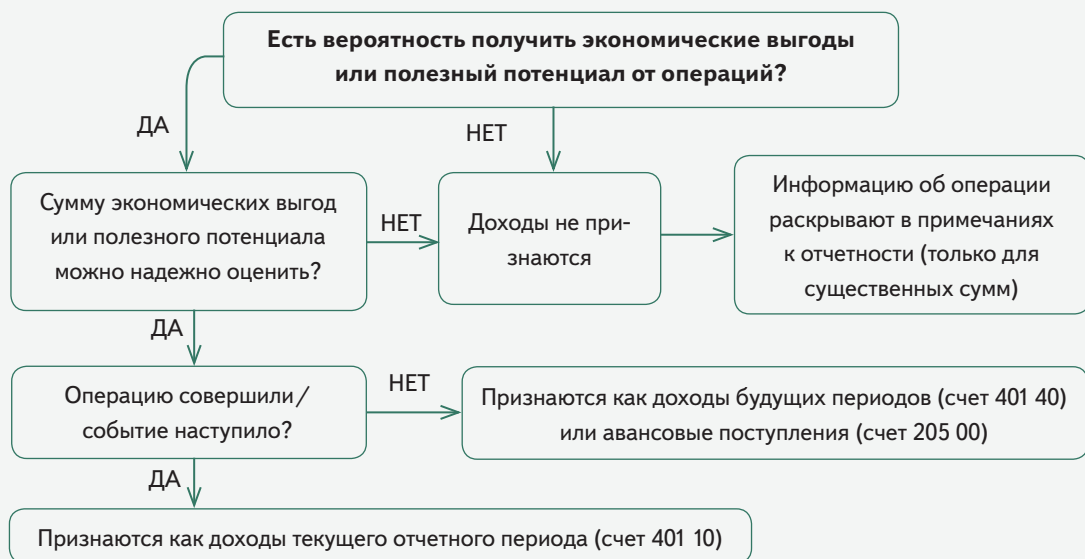 Есть вероятность получить экономические выгоды
или полезный потенциал от операций?
ДА
НЕТ
Сумму экономических выгод
или полезного потенциала
можно надежно оценить?
НЕТ
Доходы не при-
знаются
Информацию об операции
раскрывают в примечаниях
к отчетности (только для
существенных сумм)
ДА
Операцию совершили/
событие наступило?
НЕТ
Признаются как доходы будущих периодов (счет 401 40)
или авансовые поступления (счет 205 00)
ДА
Признаются как доходы текущего отчетного периода (счет 401 10)